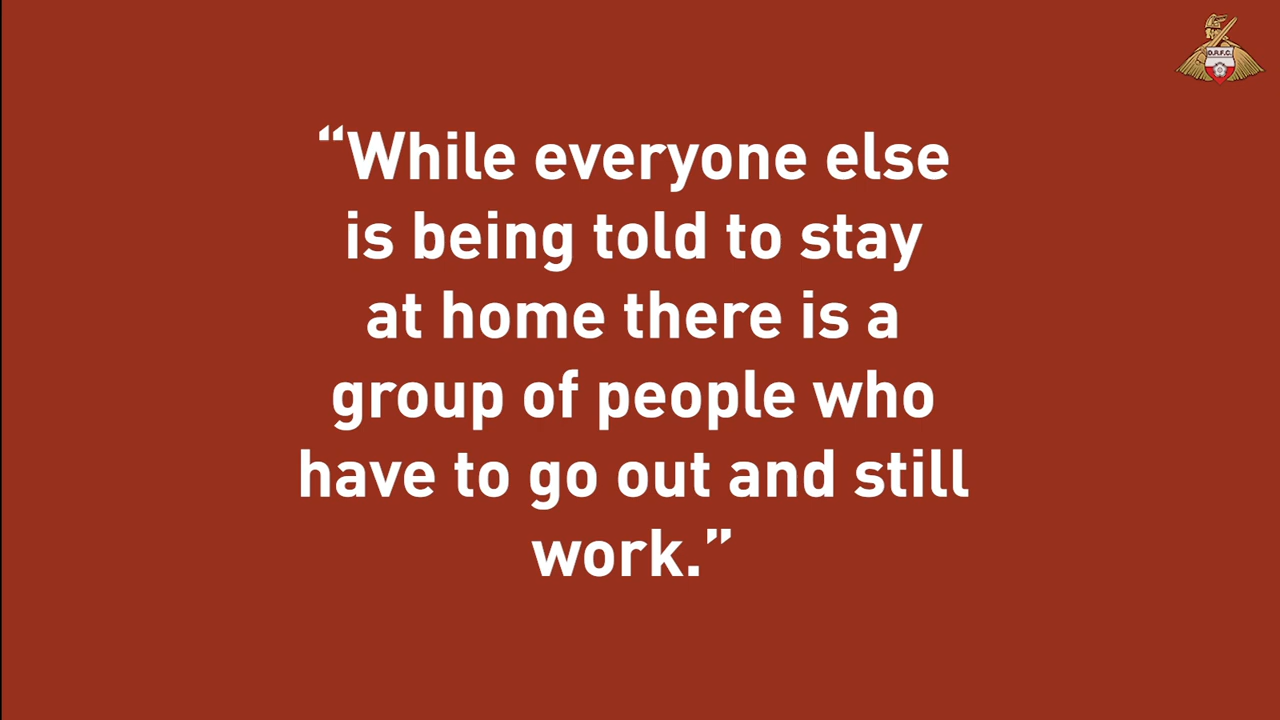 D.R.F.C.
“While everyone else
is being told to stay
at home there is a
group of people who
have to go out and still
work.”